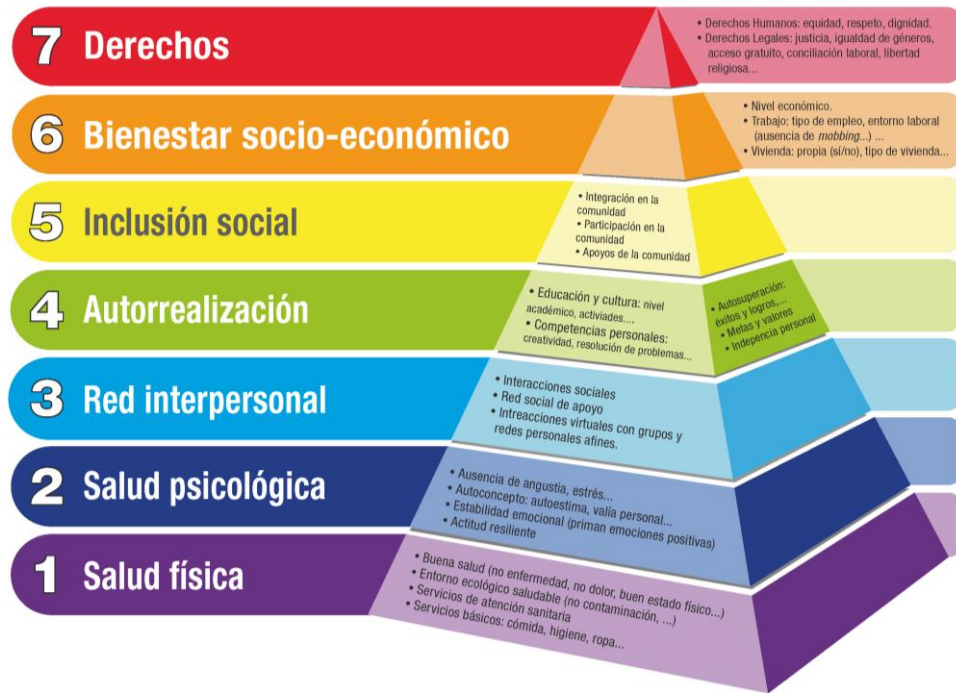 7 Derechos
• Derechos Humanos: equidad, respeto, dignidad.
• Derechos Legales: justicia, igualdad de géneros,
acceso gratuito, conciliación laboral, libertad
religiosa...
6 Bienestar socio-económico
• Nivel económico.
• Trabajo: tipo de empleo, entorno laboral
(ausencia de mobbing...) ...
• Vivienda: propia (sí/no), tipo de vivienda...
5 Inclusión social
• Integración en la
comunidad
• Participación en la
comunidad
• Apoyos de la comunidad
4 Autorrealización
• Educación y cultura: nivel
académico, activiades....
• Competencias personales:
creatividad, resolución de problemas...
• Autosuperación:
éxitos y logros,...
• Metas y valores
• Indepencia personal
3 Red interpersonal
• Interacciones sociales
• Red social de apoyo
• Intreacciones virtuales con grupos y
redes personales afines.
2 Salud psicológica
• Ausencia de angustia, estrés...
• Autoconcepto: autoestima, valía personal...
• Estabilidad emocional (priman emociones positivas)
• Actitud resiliente
1 Salud física
• Buena salud (no enfermedad, no dolor, buen estado físico...)
• Entorno ecológico saludable (no contaminación, ...)
• Servicios de atención sanitaria
• Servicios básicos: cómida, higiene, ropa...